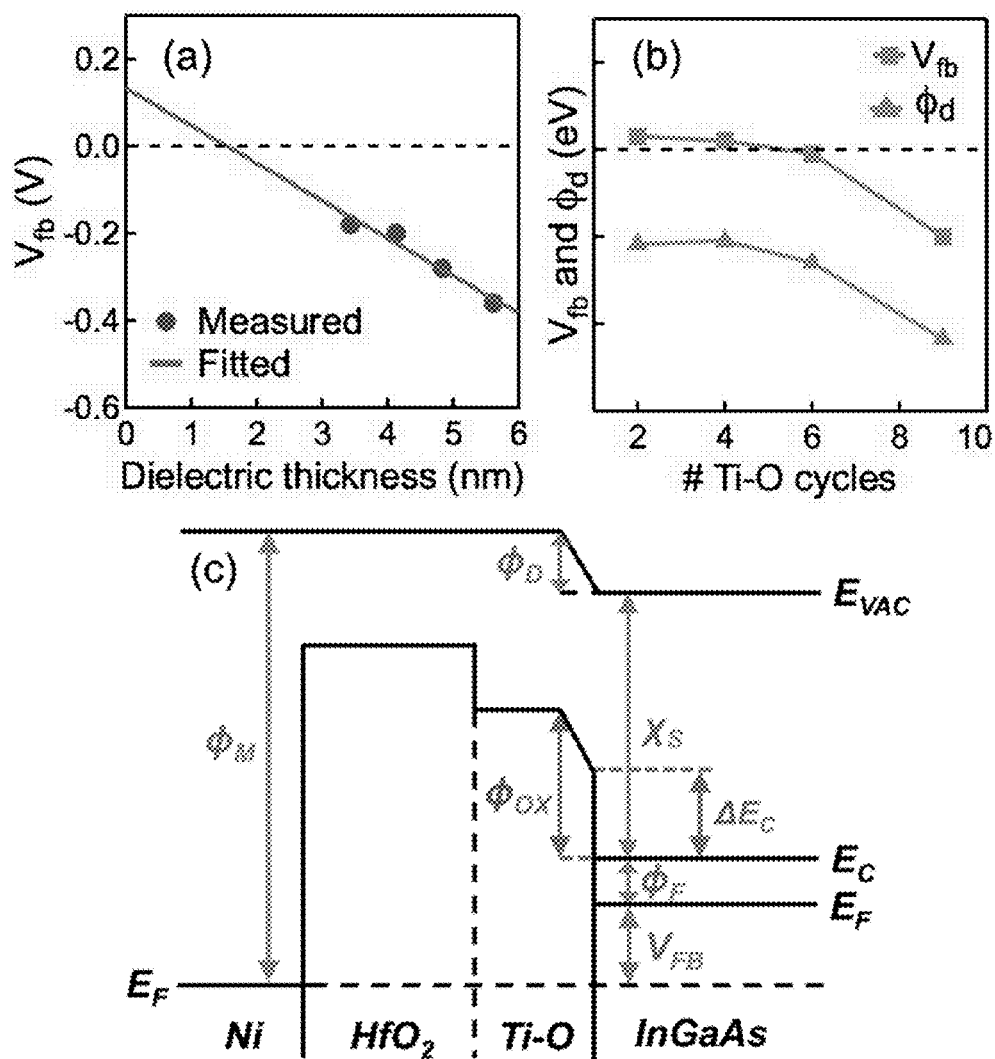 (a)
0.2
0.0
-0.2
-0.4
-0.6
V_fb (V)
Measured
Fitted
0 1 2 3 4 5 6
Dielectric thickness (nm)
(b)
V_fb
ϕ_d
V_fb and ϕ_d (eV)
2 4 6 8 10
# Ti-O cycles
(c)
ϕ_D
E_VAC
ϕ_M
X_S
ϕ_OX
ΔE_C
E_C
ϕ_F
E_F
V_FB
E_F
Ni HfO₂ Ti-O InGaAs